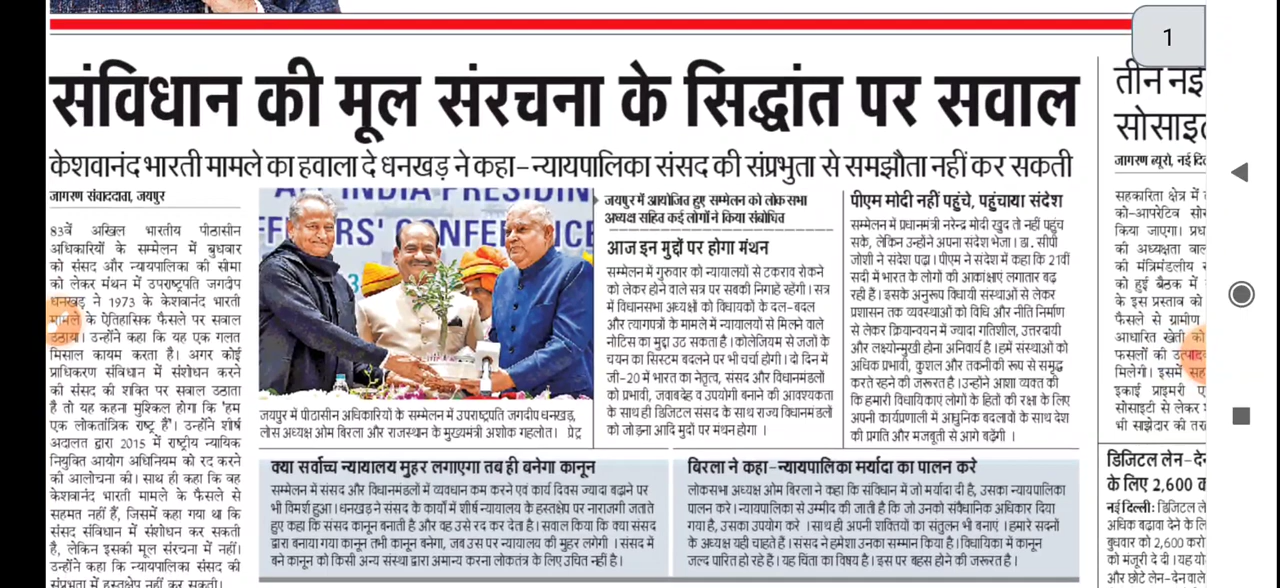 1
संविधान की मूल संरचना के सिद्धांत पर सवाल
केशवानंद भारती मामले का हवाला दे धनखड़ ने कहा-न्यायपालिका संसद की संप्रभुता से समझौता नहीं कर सकती
जागरण संवाददाता, जयपुर
83वें अखिल भारतीय पीठासीन
अधिकारियों के सम्मेलन में बुधवार
को संसद और न्यायपालिका की सीमा
को लेकर मंथन में उपराष्ट्रपति जगदीप
धनखड़ ने 1973 के केशवानंद भारती
मामले के ऐतिहासिक फैसले पर सवाल
उठाया। उन्होंने कहा कि यह एक गलत
मिसाल कायम करता है। अगर कोई
प्राधिकरण संविधान में संशोधन करने
की संसद की शक्ति पर सवाल उठाता
है तो यह कहना मुश्किल होगा कि 'हम
एक लोकतांत्रिक राष्ट्र हैं'। उन्होंने शीर्ष
अदालत द्वारा 2015 में राष्ट्रीय न्यायिक
नियुक्ति आयोग अधिनियम को रद करने
की आलोचना की। साथ ही कहा कि वह
केशवानंद भारती मामले के फैसले से
सहमत नहीं हैं, जिसमें कहा गया था कि
संसद संविधान में संशोधन कर सकती
है, लेकिन इसकी मूल संरचना में नहीं।
उन्होंने कहा कि न्यायपालिका संसद की
संप्रभुता में हस्तक्षेप नहीं कर सकती।
ALL INDIA PRESIDIN
FFICERS' CONFERENCE
जयपुर में पीठासीन अधिकारियों के सम्मेलन में उपराष्ट्रपति जगदीप धनखड़,
लोस अध्यक्ष ओम बिरला और राजस्थान के मुख्यमंत्री अशोक गहलोत। प्रेट्र
जयपुर में आयोजित हुए सम्मेलन को लोकसभा
अध्यक्ष सहित कई लोगों ने किया संबोधित
आज इन मुद्दों पर होगा मंथन
सम्मेलन में गुरुवार को न्यायालयों से टकराव रोकने
को लेकर होने वाले सत्र पर सबकी निगाहे रहेगी। सत्र
में विधानसभा अध्यक्षों को विधायकों के दल-बदल
और त्यागपत्रों के मामले में न्यायालयों से मिलने वाले
नोटिस का मुद्दा उठ सकता है। कोलेजियम से जजों के
चयन का सिस्टम बदलने पर भी चर्चा होगी। दो दिन में
जी-20 में भारत का नेतृत्व, संसद और विधानमंडलों
को प्रभावी, जवाबदेह व उपयोगी बनाने की आवश्यकता
के साथ ही डिजिटल संसद के साथ राज्य विधानमंडलों
को जोड़ना आदि मुदों पर मंथन होगा ।
पीएम मोदी नहीं पहुंचे, पहुंचाया संदेश
सम्मेलन में प्रधानमंत्री नरेन्द्र मोदी खुद तो नहीं पहुंच
सके, लेकिन उन्होंने अपना संदेश भेजा। डा. सीपी
जोशी ने संदेश पढ़ा। पीएम ने संदेश में कहा कि 21वीं
सदी में भारत के लोगों की आकांक्षाएं लगातार बढ़
रही हैं। इसके अनुरूप विधायी संस्थाओं से लेकर
प्रशासन तक व्यवस्थाओं को विधि और नीति निर्माण
से लेकर क्रियान्वयन में ज्यादा गतिशील, उत्तरदायी
और लक्ष्योन्मुखी होना अनिवार्य है। हमें संस्थाओं को
अधिक प्रभावी, कुशल और तकनीकी रूप से समृद्ध
करते रहने की जरूरत है। उन्होंने आशा व्यक्त की
कि हमारी विधायिकाएं लोगों के हितों की रक्षा के लिए
अपनी कार्यप्रणाली में आधुनिक बदलावों के साथ देश
की प्रगति और मजबूती से आगे बढ़ेंगी ।
क्या सर्वोच्च न्यायालय मुहर लगाएगा तब ही बनेगा कानून
सम्मेलन में संसद और विधानमंडलों में व्यवधान कम करने एवं कार्य दिवस ज्यादा बढ़ाने पर
भी विमर्श हुआ। धनखड़ ने संसद के कार्यों में शीर्ष न्यायालय के हस्तक्षेप पर नाराजगी जताते
हुए कहा कि संसद कानून बनाती है और वह उसे रद कर देता है। सवाल किया कि क्या संसद
द्वारा बनाया गया कानून तभी कानून बनेगा, जब उस पर न्यायालय की मुहर लगेगी । संसद में
बने कानून को किसी अन्य संस्था द्वारा अमान्य करना लोकतंत्र के लिए उचित नहीं है।
बिरला ने कहा-न्यायपालिका मर्यादा का पालन करे
लोकसभा अध्यक्ष ओम बिरला ने कहा कि संविधान में जो मर्यादा दी है, उसका न्यायपालिका
पालन करे। न्यायपालिका से उम्मीद की जाती है कि जो उनको संवैधानिक अधिकार दिया
गया है, उसका उपयोग करे । साथ ही अपनी शक्तियों का संतुलन भी बनाएं । हमारे सदनों
के अध्यक्ष यही चाहते हैं। संसद ने हमेशा उनका सम्मान किया है। विधायिका में कानून
जल्द पारित हो रहे हैं। यह चिंता का विषय है। इस पर बहस होने की जरूरत है।
तीन नई
सोसाइ
जागरण ब्यूरो, नई दि
सहकारिता क्षेत्र में
को-आपरेटिव सो
किया जाएगा। प्रध
की अध्यक्षता वाल
की मंत्रिमंडलीय
को हुई बैठक में
के इस प्रस्ताव को
फैसले से ग्रामीण
आधारित खेती को
फसलों की उत्पाद
मिलेगी। इसमें सह
इकाई प्राइमरी ए
सोसाइटी से लेकर
भी साझेदार की तर
डिजिटल लेन-देन
के लिए 2,600 क
नई दिल्ली: डिजिटल ले
अधिक बढ़ावा देने के लि
बुधवार को 2,600 करो
को मंजूरी दे दी। यह यो
और छोटे लेन-देन वाले